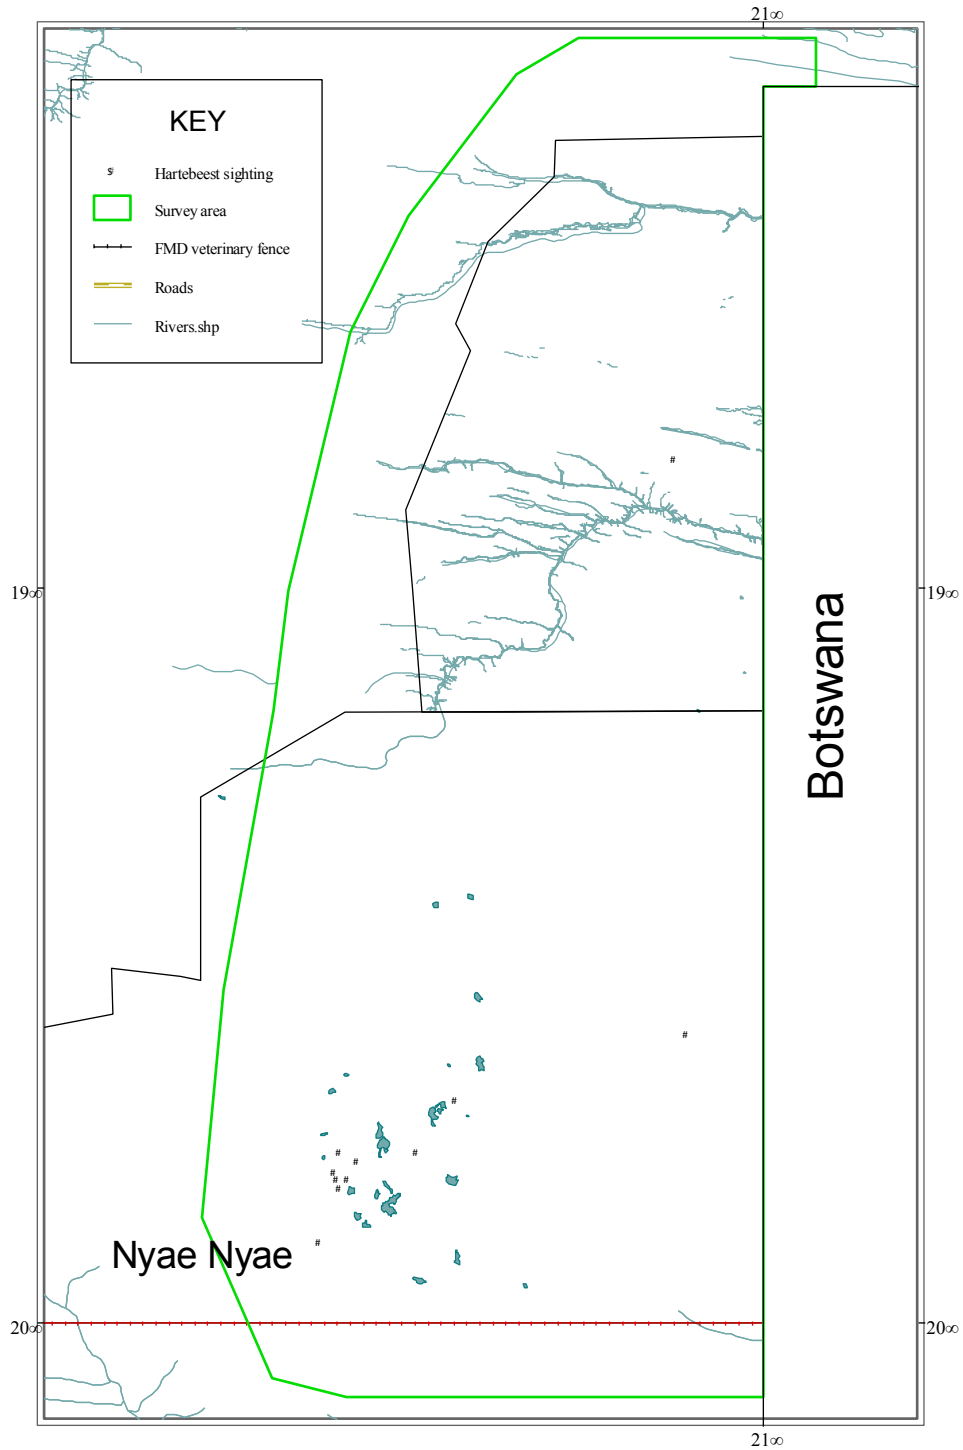 21∞
KEY
Hartebeest sighting
Survey area
FMD veterinary fence
Roads
Rivers.shp
#
19∞
19∞
Botswana
#
#
#
#
#
#
#
#
#
#
Nyae Nyae
#
20∞
20∞
21∞